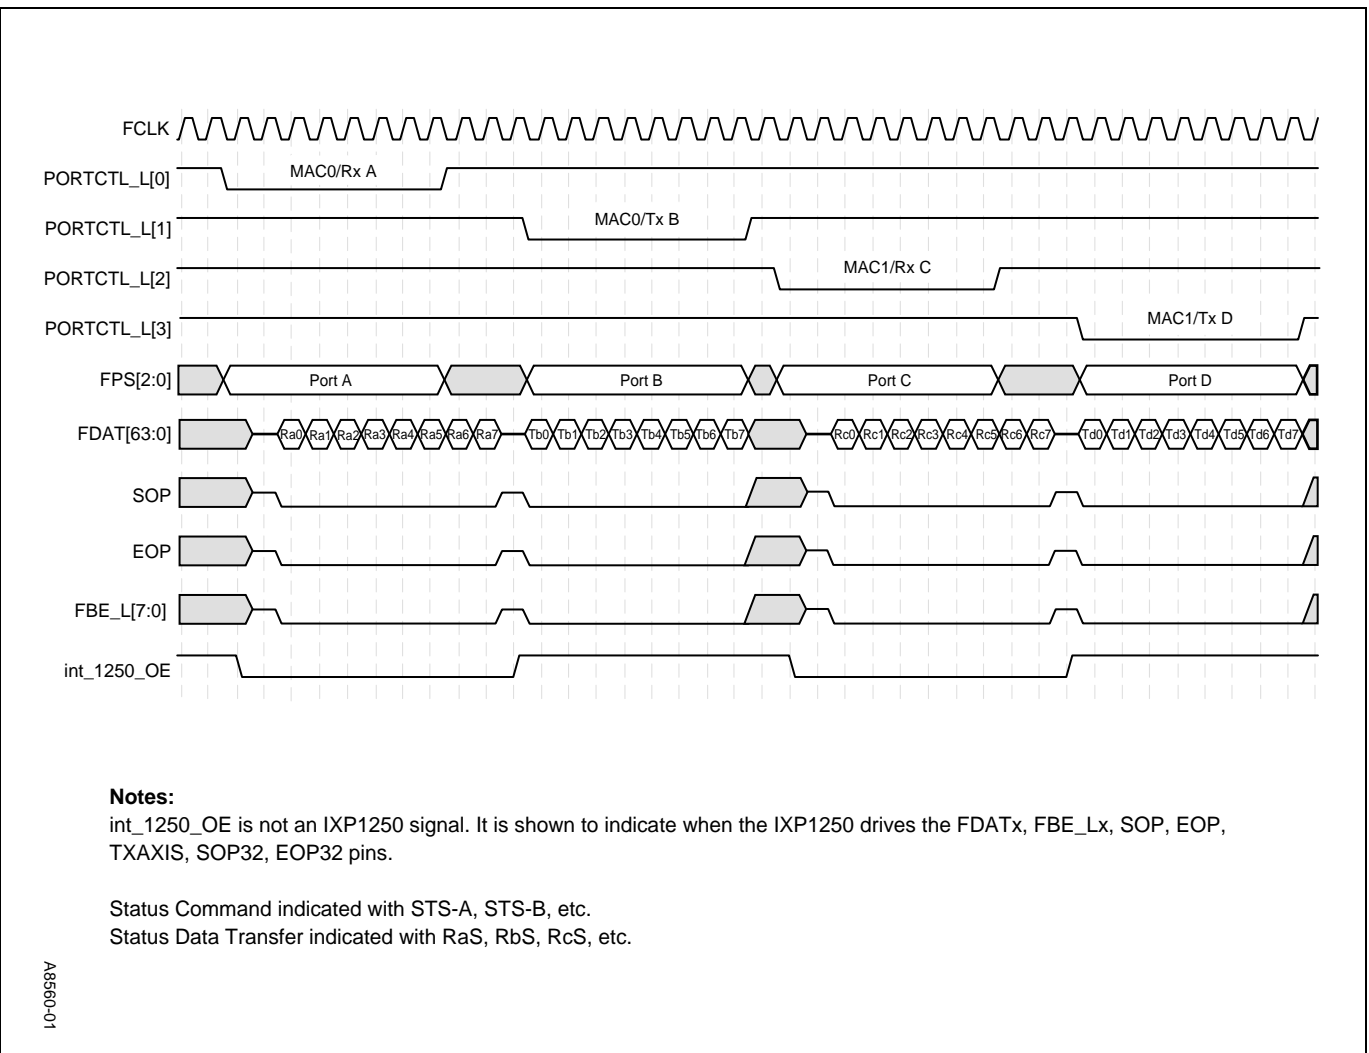 FCLK
PORTCTL_L[0]
MAC0/Rx A
PORTCTL_L[1]
MAC0/Tx B
PORTCTL_L[2]
MAC1/Rx C
PORTCTL_L[3]
MAC1/Tx D
FPS[2:0]
Port A
Port B
Port C
Port D
FDAT[63:0]
Ra0 Ra1 Ra2 Ra3 Ra4 Ra5 Ra6 Ra7
Tb0 Tb1 Tb2 Tb3 Tb4 Tb5 Tb6 Tb7
Rc0 Rc1 Rc2 Rc3 Rc4 Rc5 Rc6 Rc7
Td0 Td1 Td2 Td3 Td4 Td5 Td6 Td7
SOP
EOP
FBE_L[7:0]
int_1250_OE
Notes:
int_1250_OE is not an IXP1250 signal. It is shown to indicate when the IXP1250 drives the FDATx, FBE_Lx, SOP, EOP,
TXAXIS, SOP32, EOP32 pins.
Status Command indicated with STS-A, STS-B, etc.
Status Data Transfer indicated with RaS, RbS, RcS, etc.
A8560-01